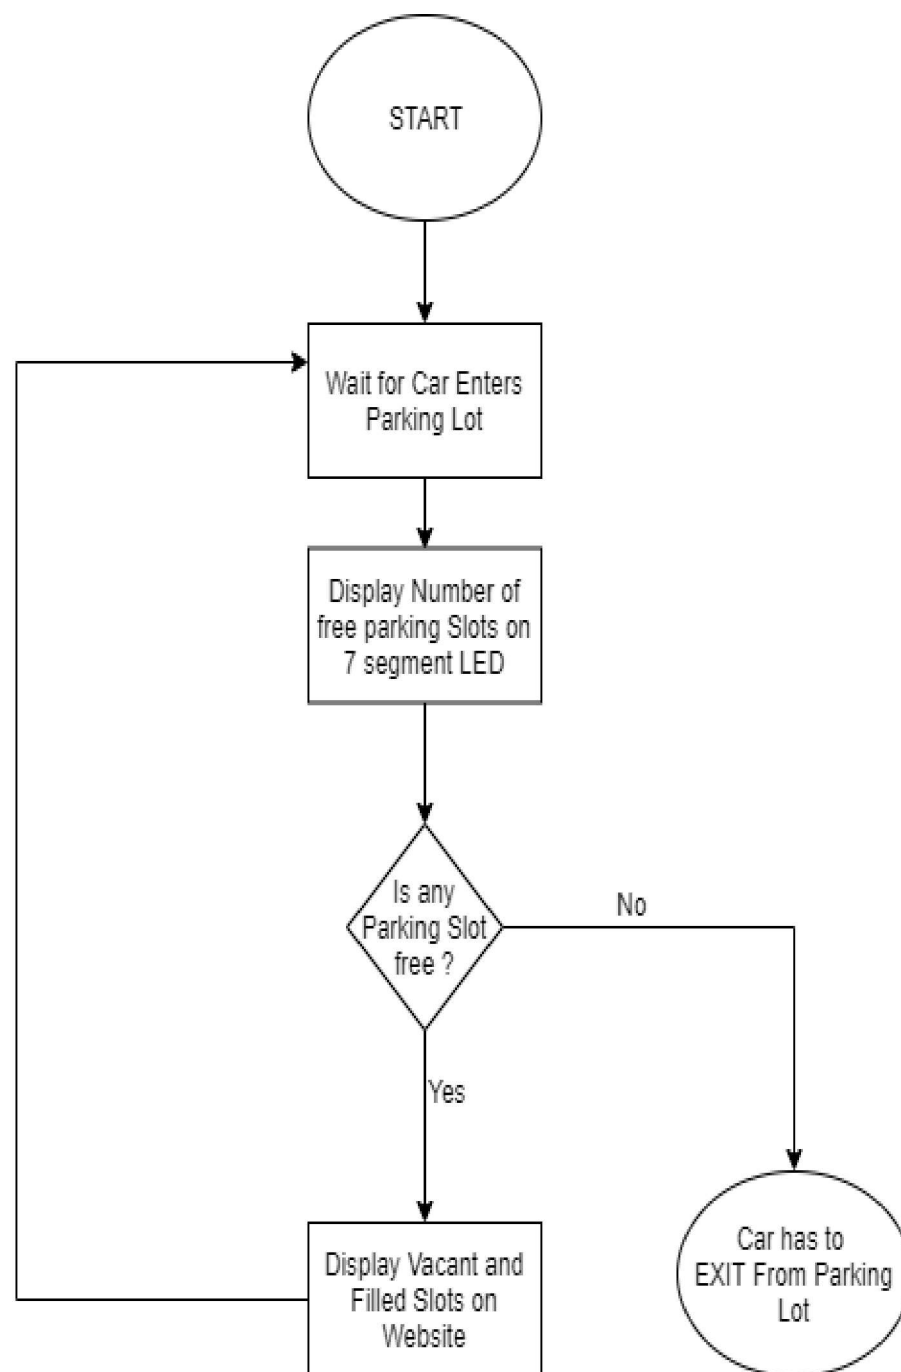 START
Wait for Car Enters
Parking Lot
Display Number of
free parking Slots on
7 segment LED
Is any
Parking Slot
free ?
No
Yes
Display Vacant and
Filled Slots on
Website
Car has to
EXIT From Parking
Lot